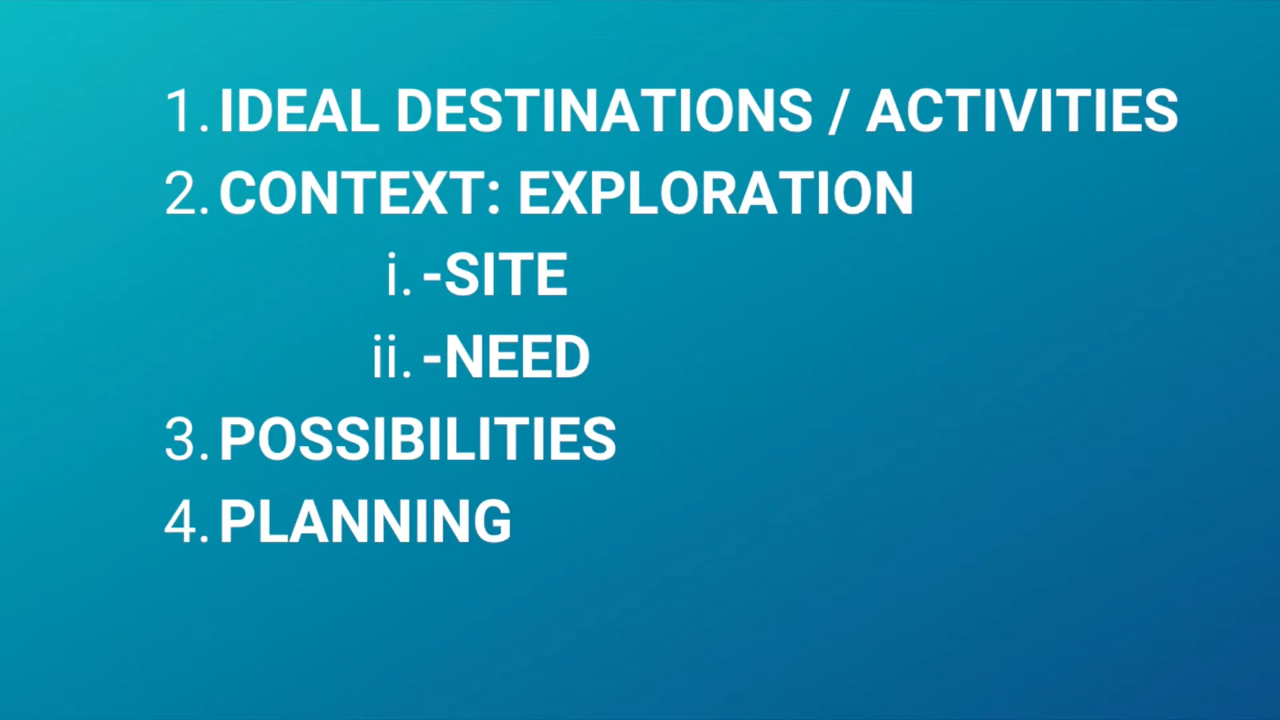 1. IDEAL DESTINATIONS / ACTIVITIES
2. CONTEXT: EXPLORATION
i. -SITE
ii. -NEED
3. POSSIBILITIES
4. PLANNING